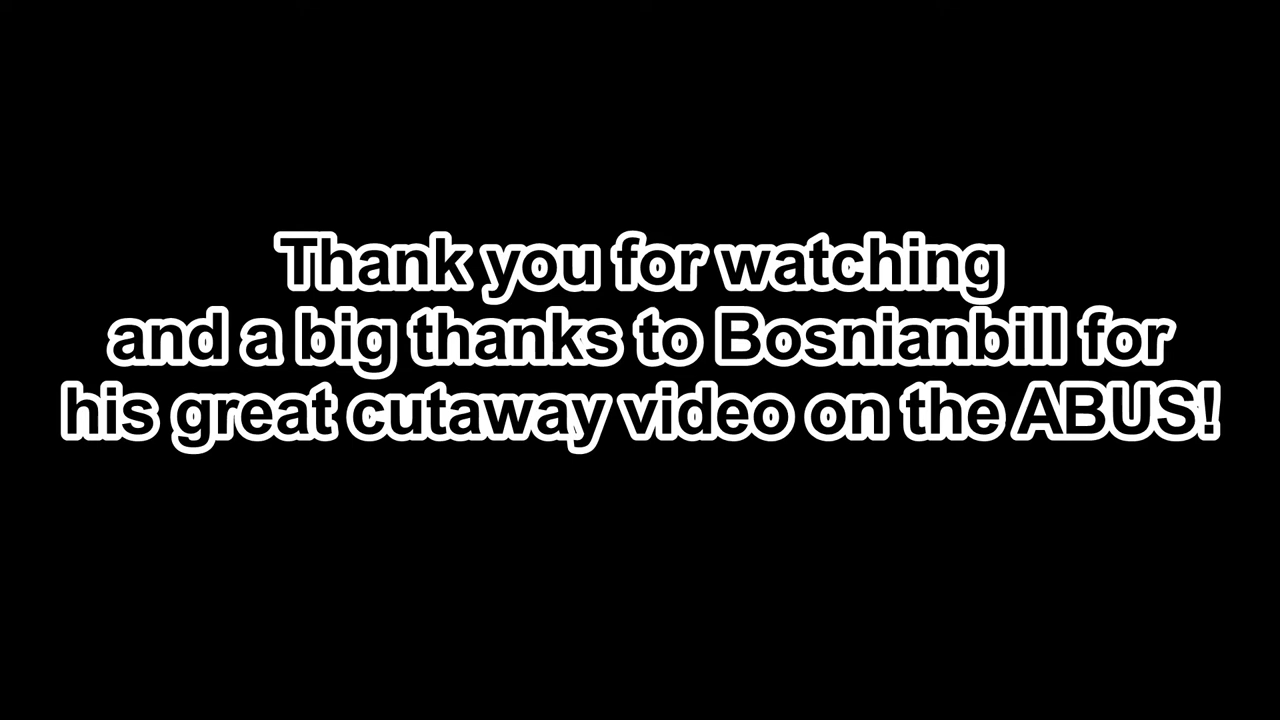 Thank you for watching
and a big thanks to Bosnianbill for
his great cutaway video on the ABUS!